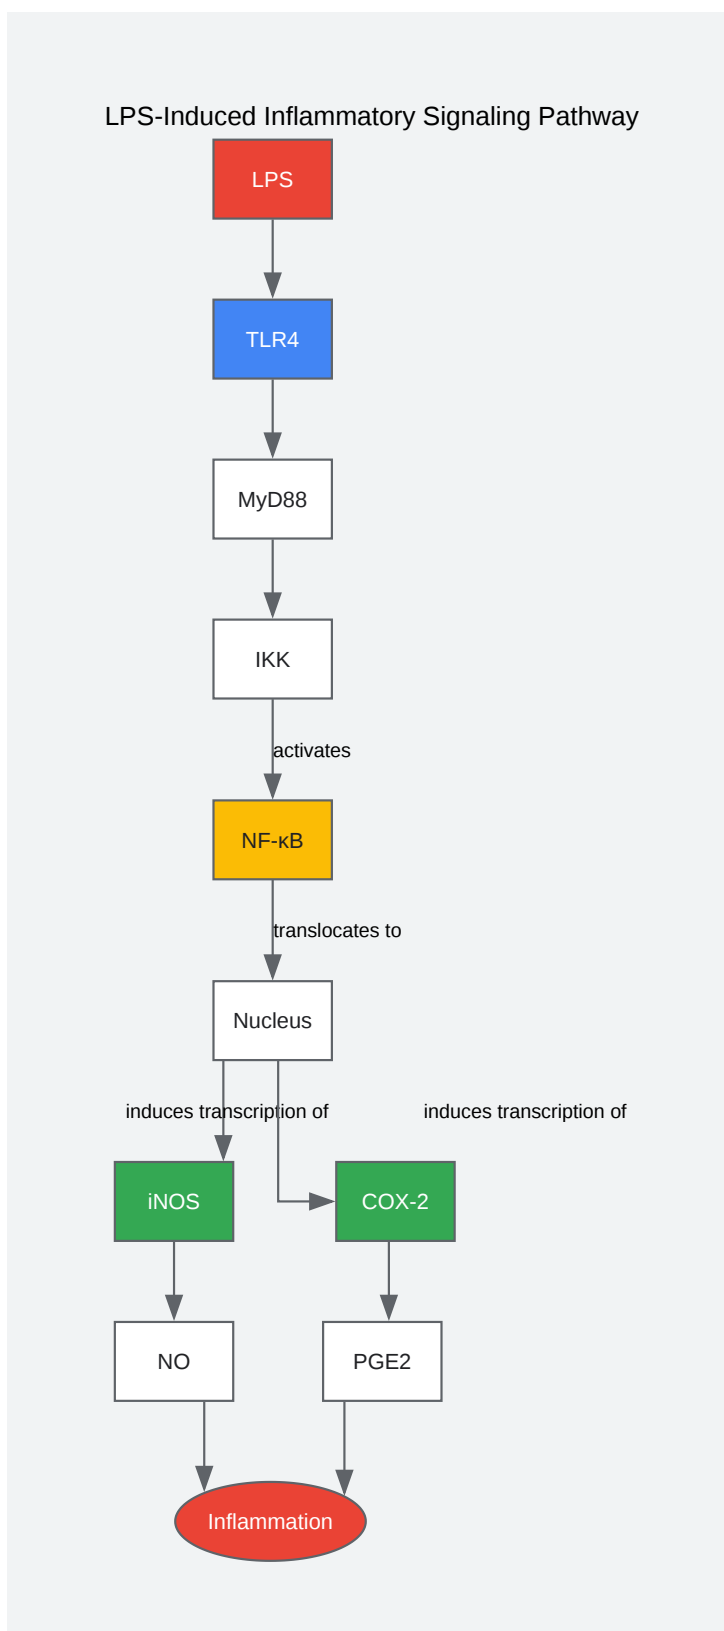 LPS-Induced Inflammatory Signaling Pathway
LPS
TLR4
MyD88
IKK
activates
NF-κB
translocates to
Nucleus
induces transcription of
induces transcription of
iNOS
COX-2
NO
PGE2
Inflammation